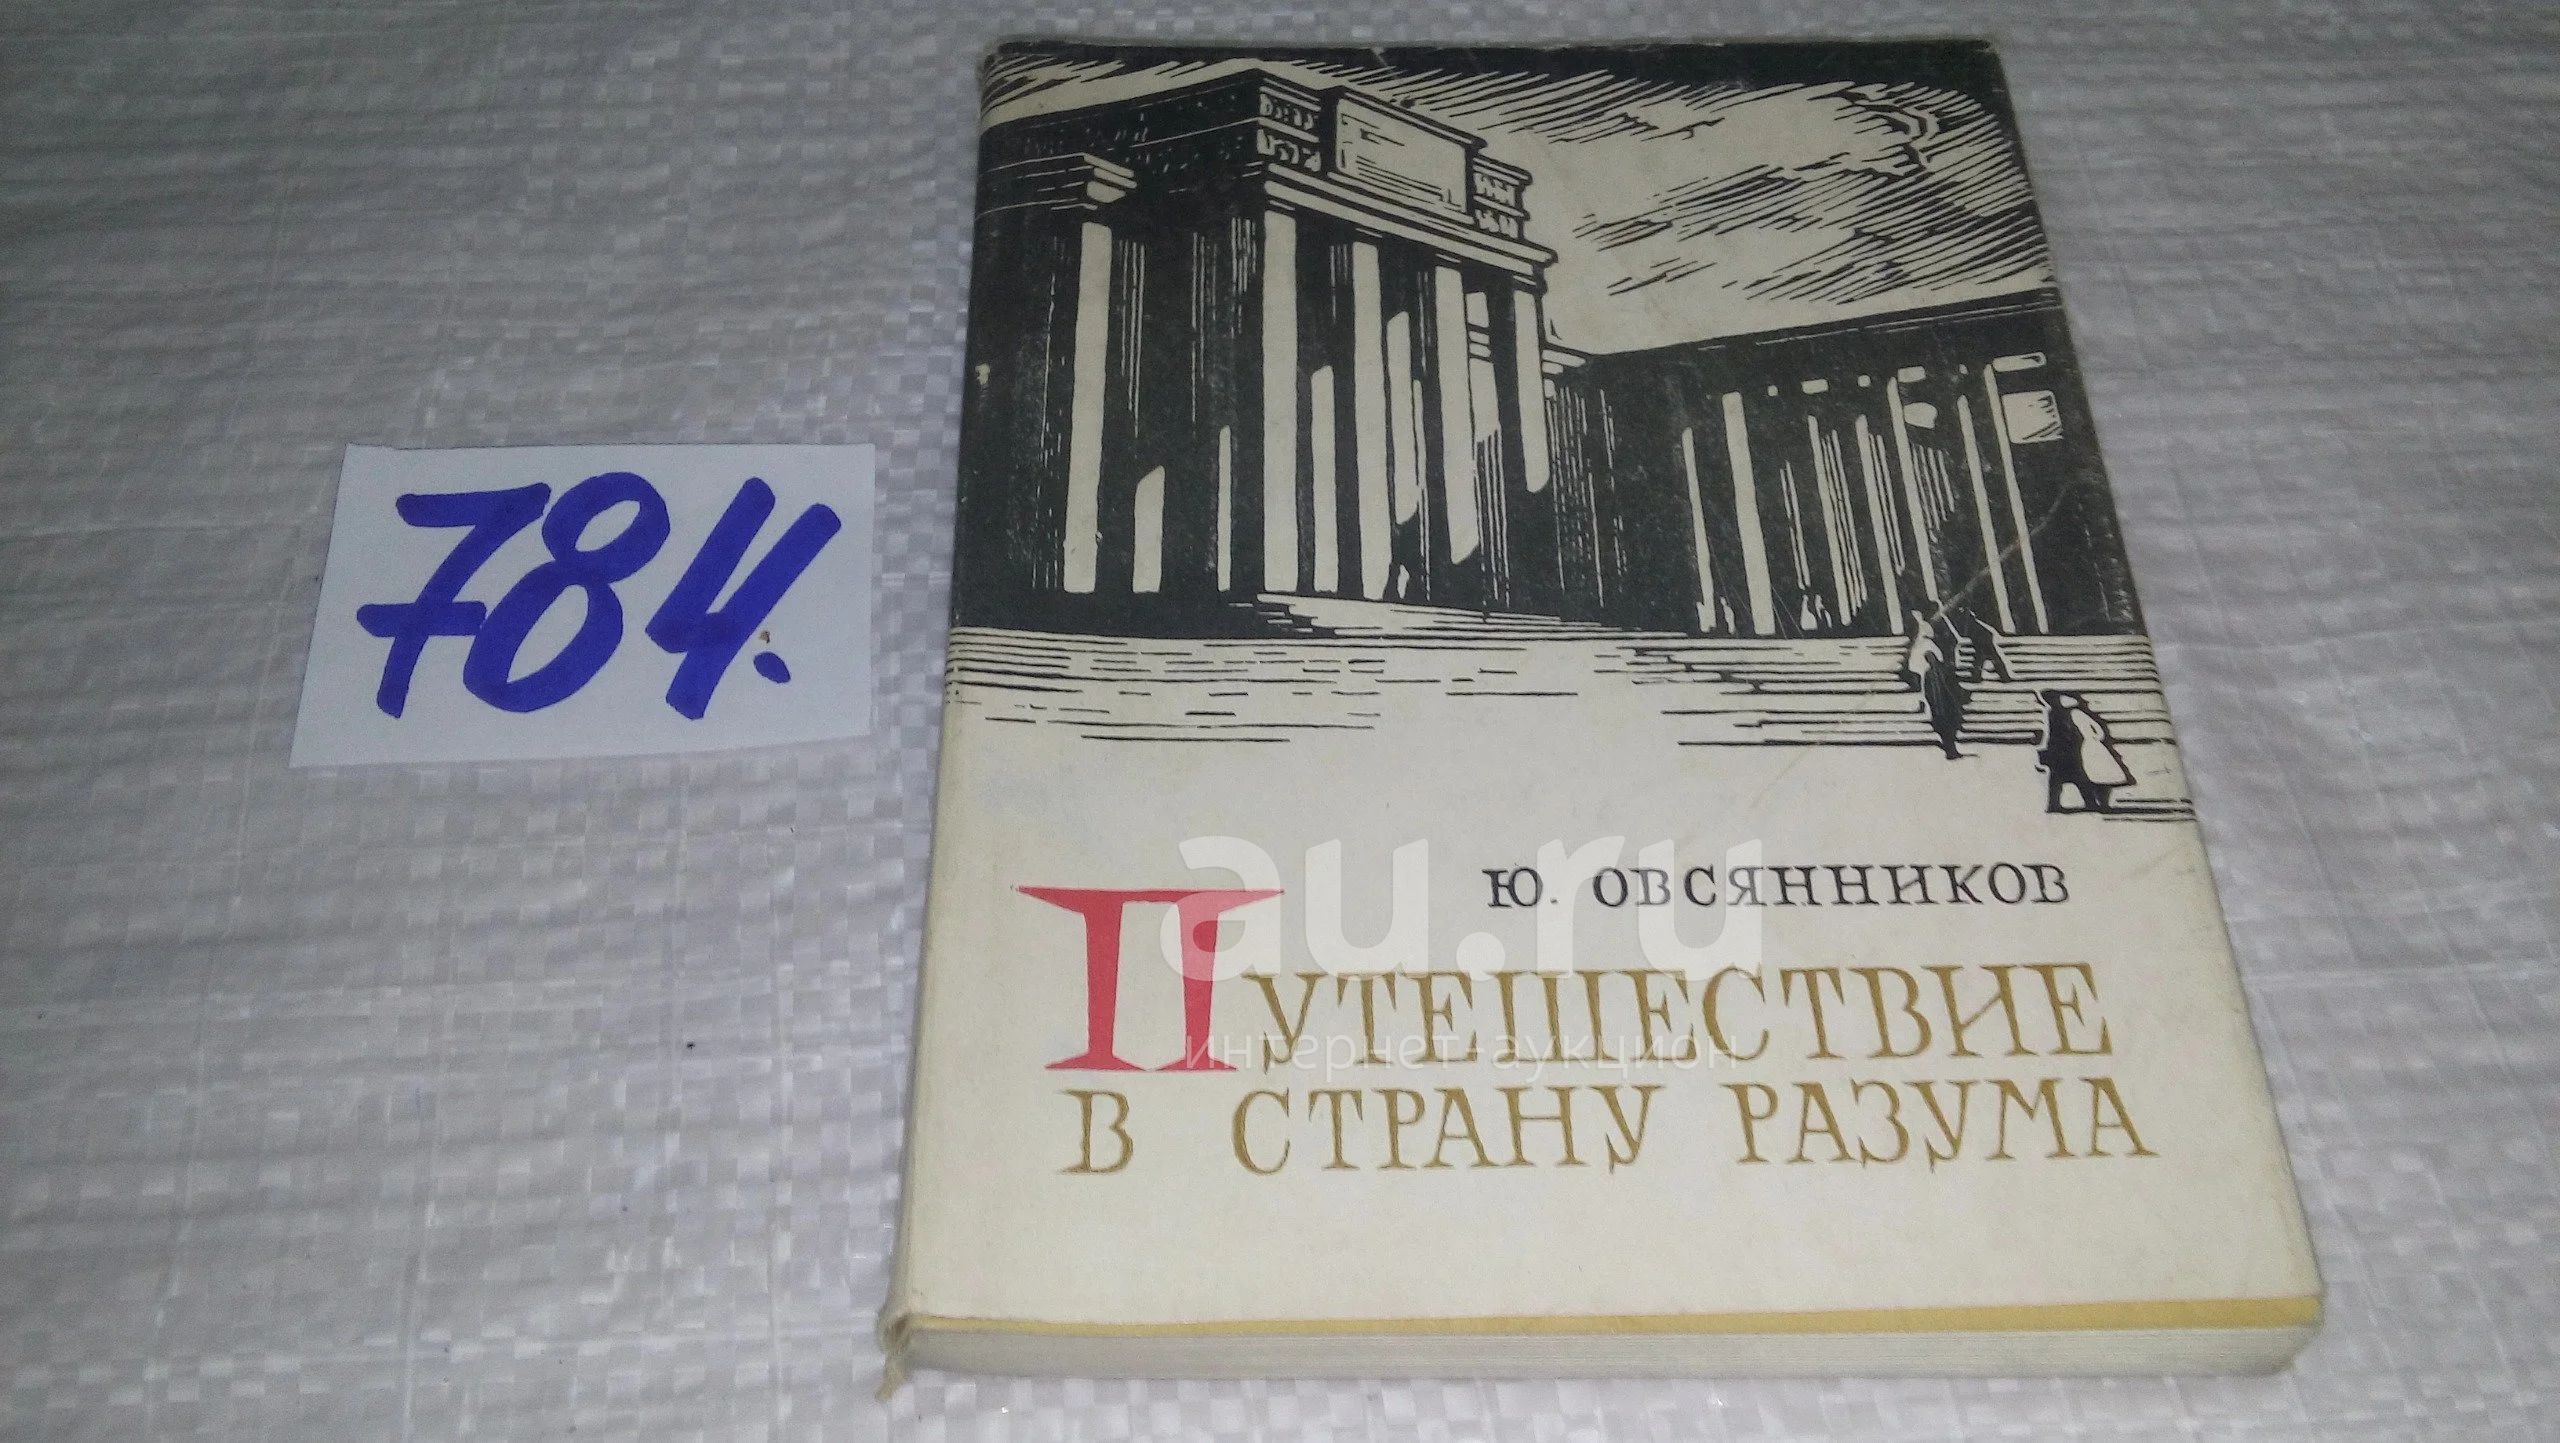 784.
Ю. ОВСЯННИКОВ
ПУТЕШЕСТВИЕ
В СТРАНУ РАЗУМА
au.ru
интернет-аукцион